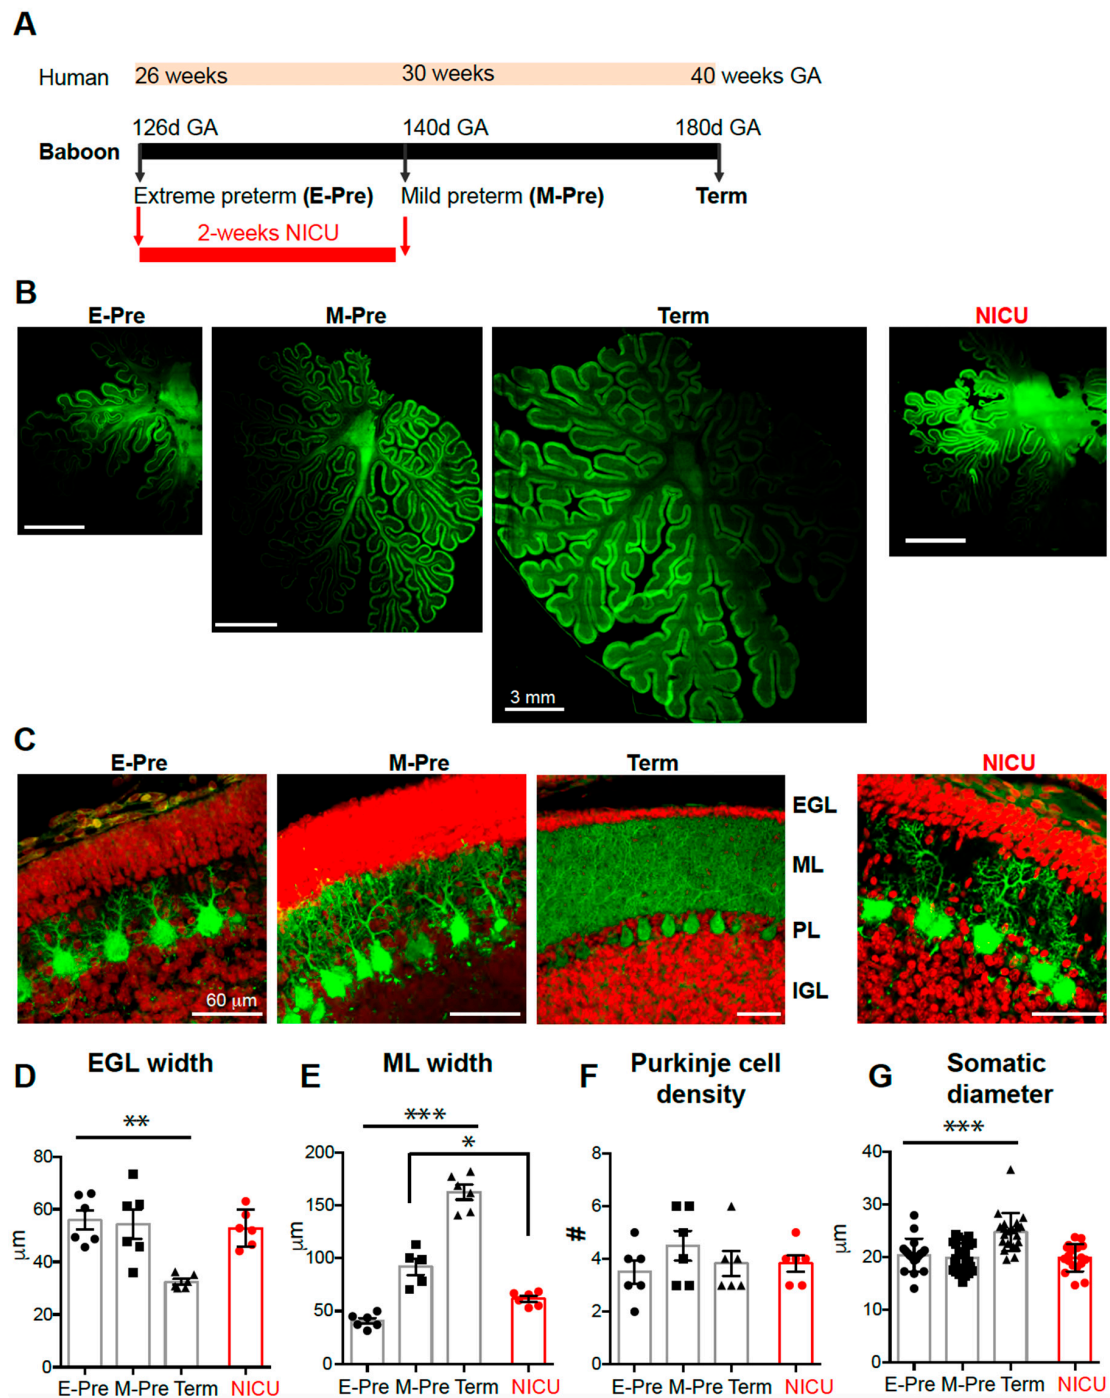 A
Human 26 weeks 30 weeks 40 weeks GA
126d GA 140d GA 180d GA
Baboon
Extreme preterm (E-Pre) Mild preterm (M-Pre) Term
2-weeks NICU
B
E-Pre M-Pre Term NICU
3 mm
C
E-Pre M-Pre Term NICU
EGL
ML
PL
IGL
60 µm
D EGL width
**
80
60
40
20
0
µm
E-Pre M-Pre Term NICU
E ML width
***
*
200
150
100
50
0
µm
E-Pre M-Pre Term NICU
F Purkinje cell
density
8
6
4
2
0
#
E-Pre M-Pre Term NICU
G Somatic
diameter
***
40
30
20
10
0
µm
E-Pre M-Pre Term NICU